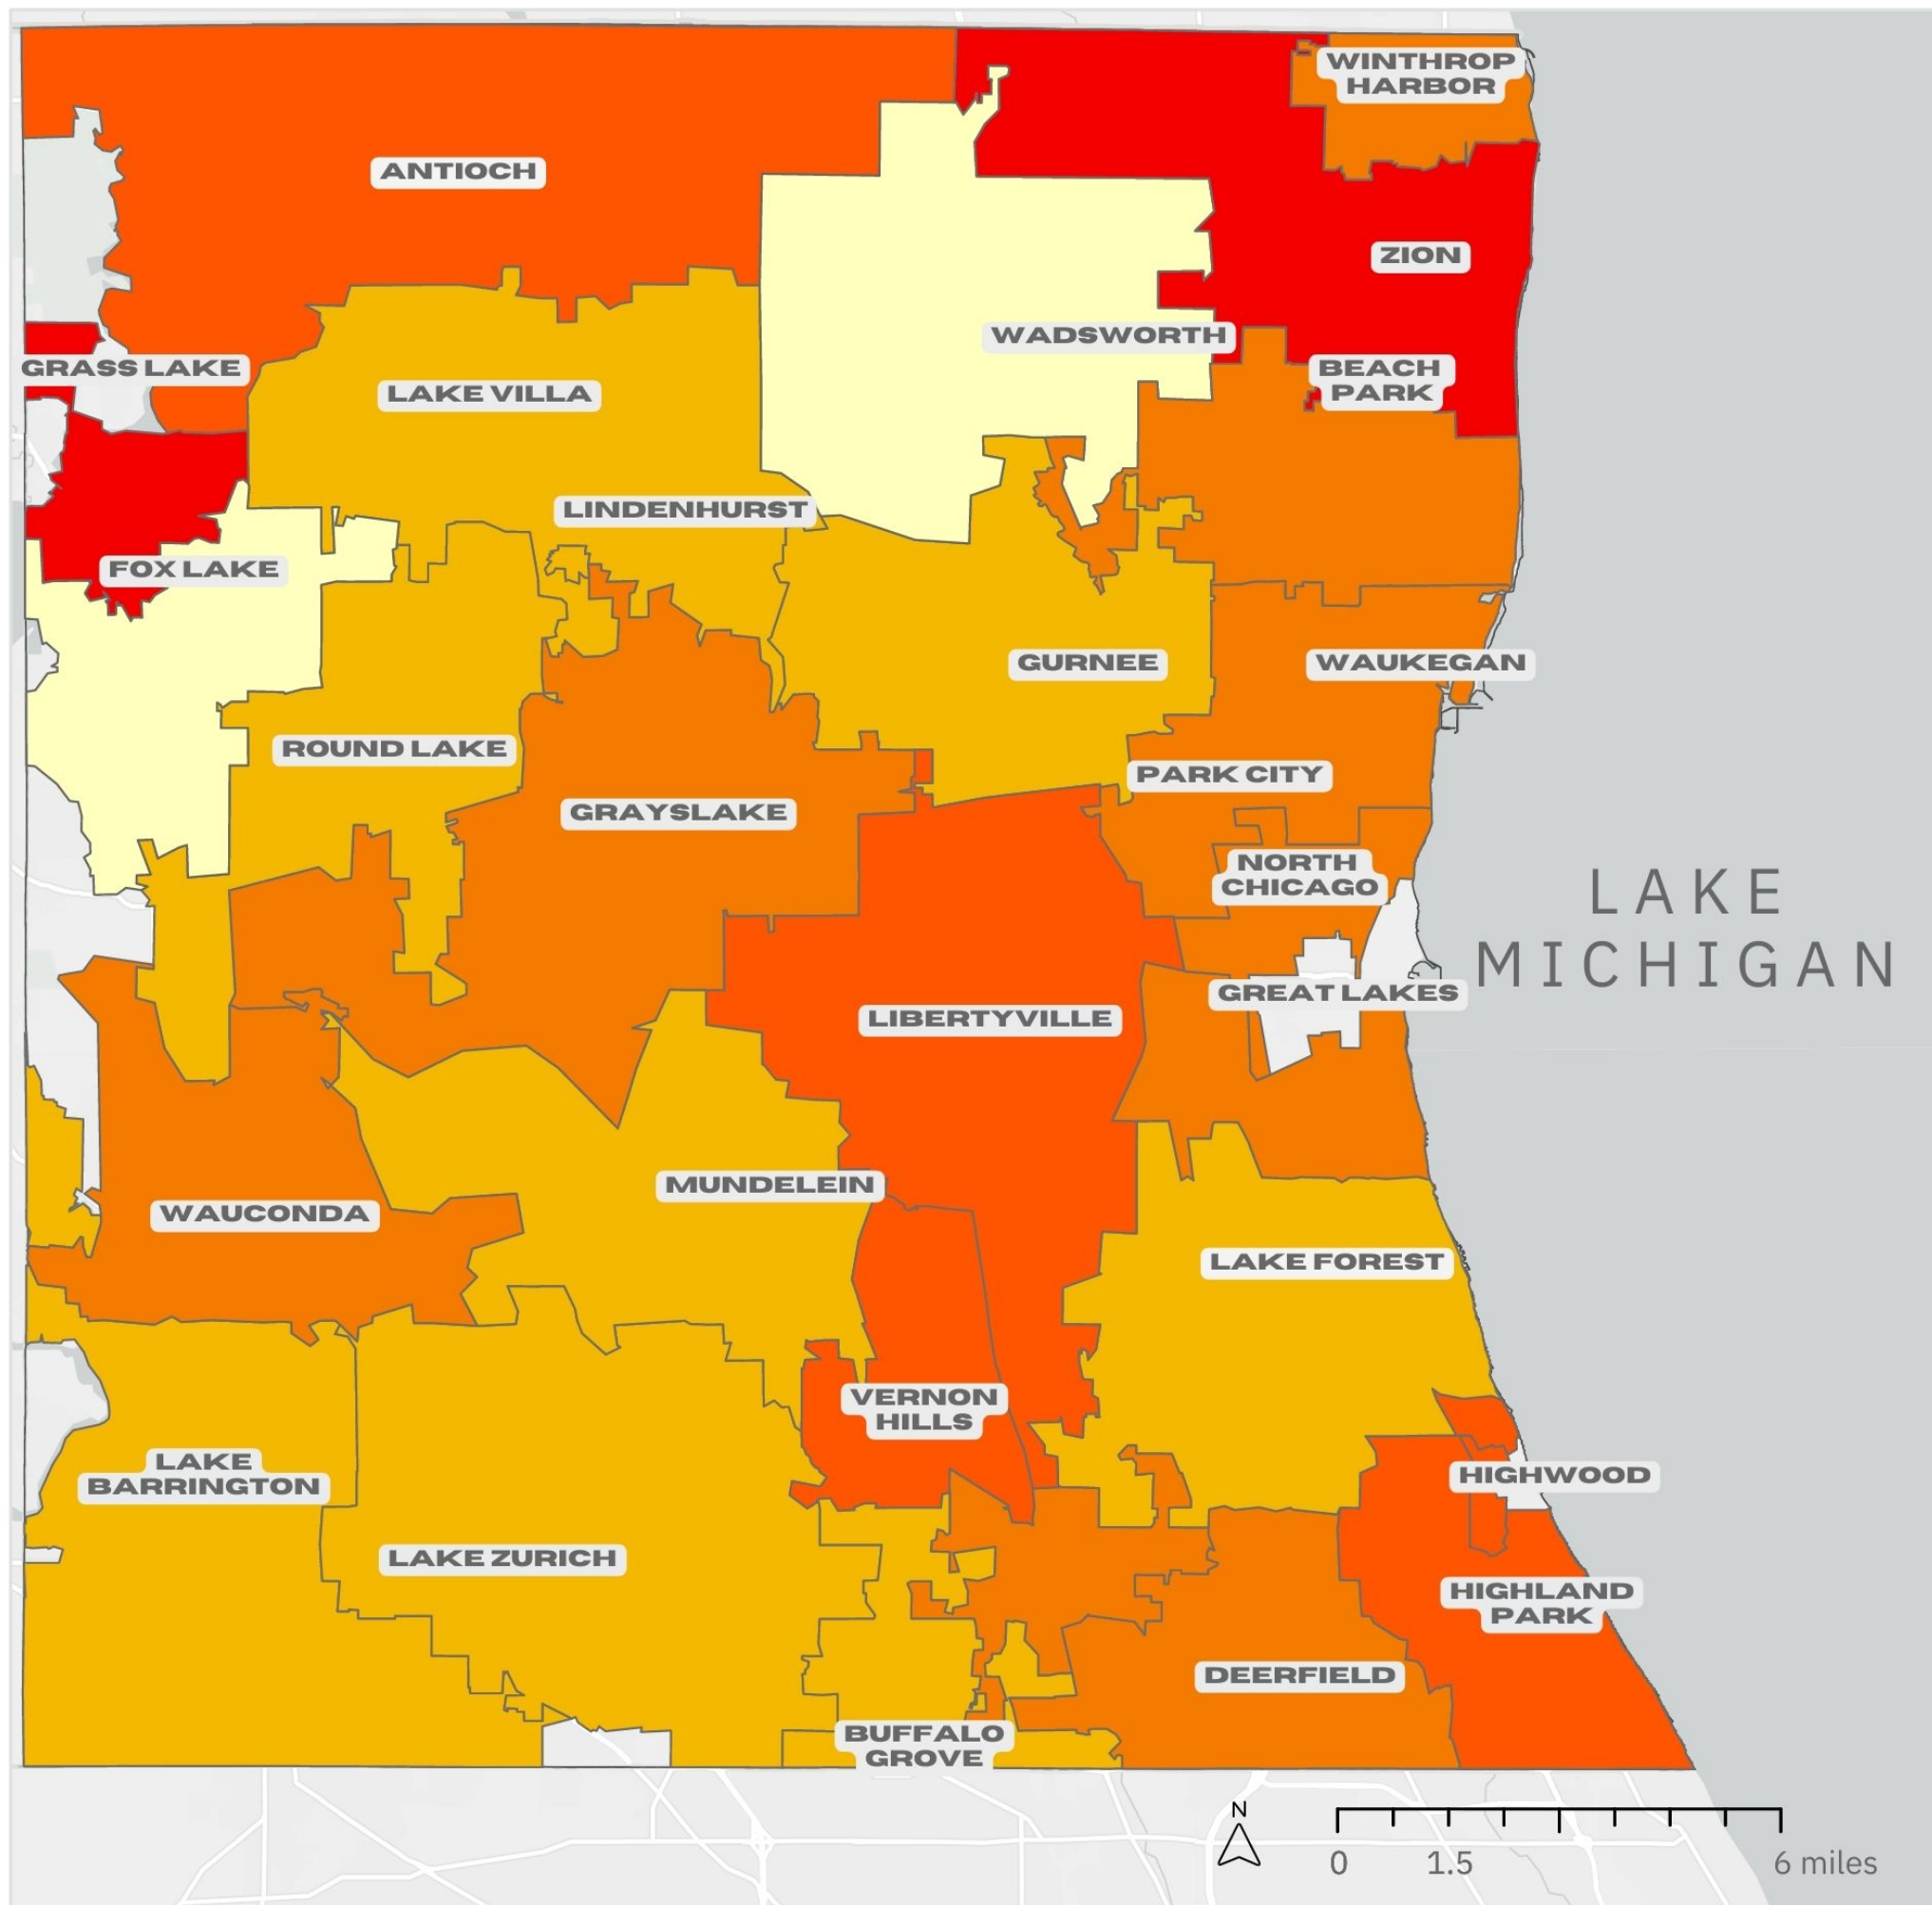 WINTHROP
HARBOR
ANTIOCH
ZION
WADSWORTH
GRASS LAKE
BEACH
PARK
LAKE VILLA
LINDENHURST
FOX LAKE
GURNEE
WAUKEGAN
ROUND LAKE
PARK CITY
GRAYSLAKE
NORTH
CHICAGO
LAKE
MICHIGAN
GREAT LAKES
LIBERTYVILLE
MUNDELEIN
WAUCONDA
LAKE FOREST
VERNON
HILLS
LAKE
BARRINGTON
HIGHWOOD
LAKE ZURICH
HIGHLAND
PARK
DEERFIELD
BUFFALO
GROVE
N
0 1.5 6 miles